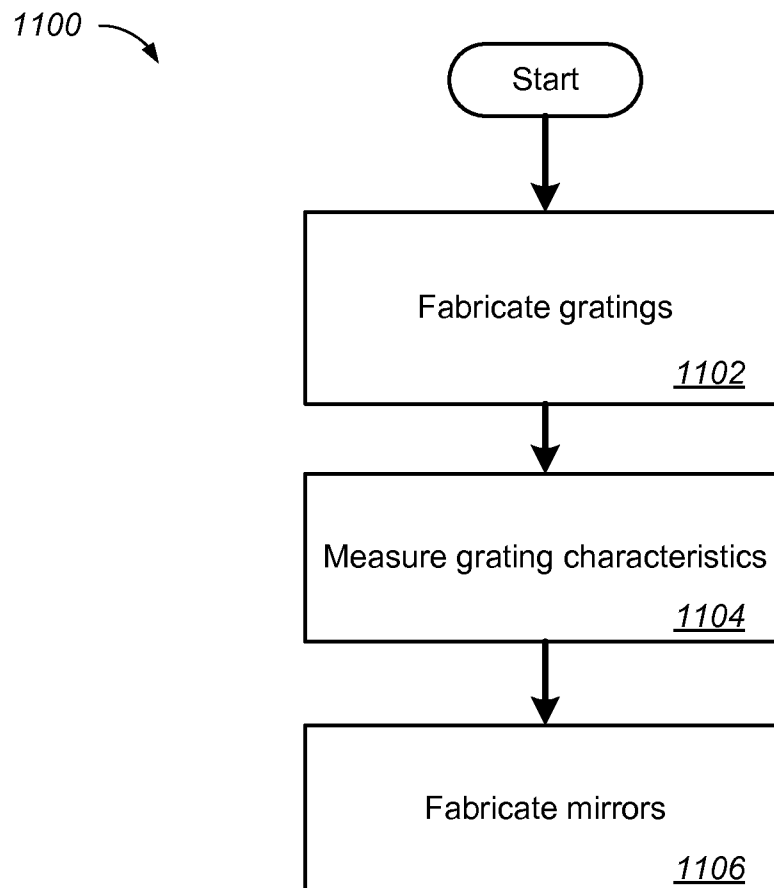 1100
Start
Fabricate gratings
1102
Measure grating characteristics
1104
Fabricate mirrors
1106